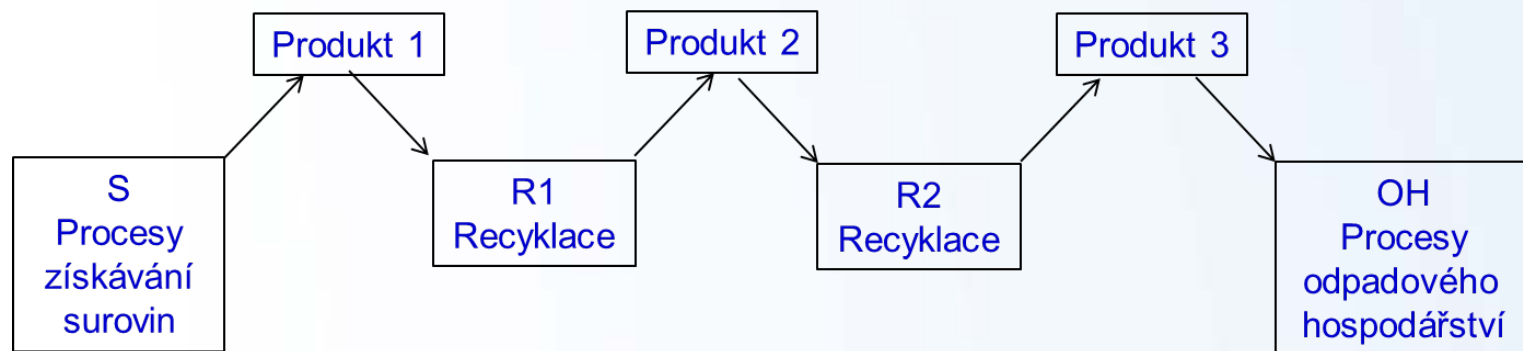 Produkt 1
Produkt 2
Produkt 3
S
Procesy
získávání
surovin
R1
Recyklace
R2
Recyklace
OH
Procesy
odpadového
hospodářství